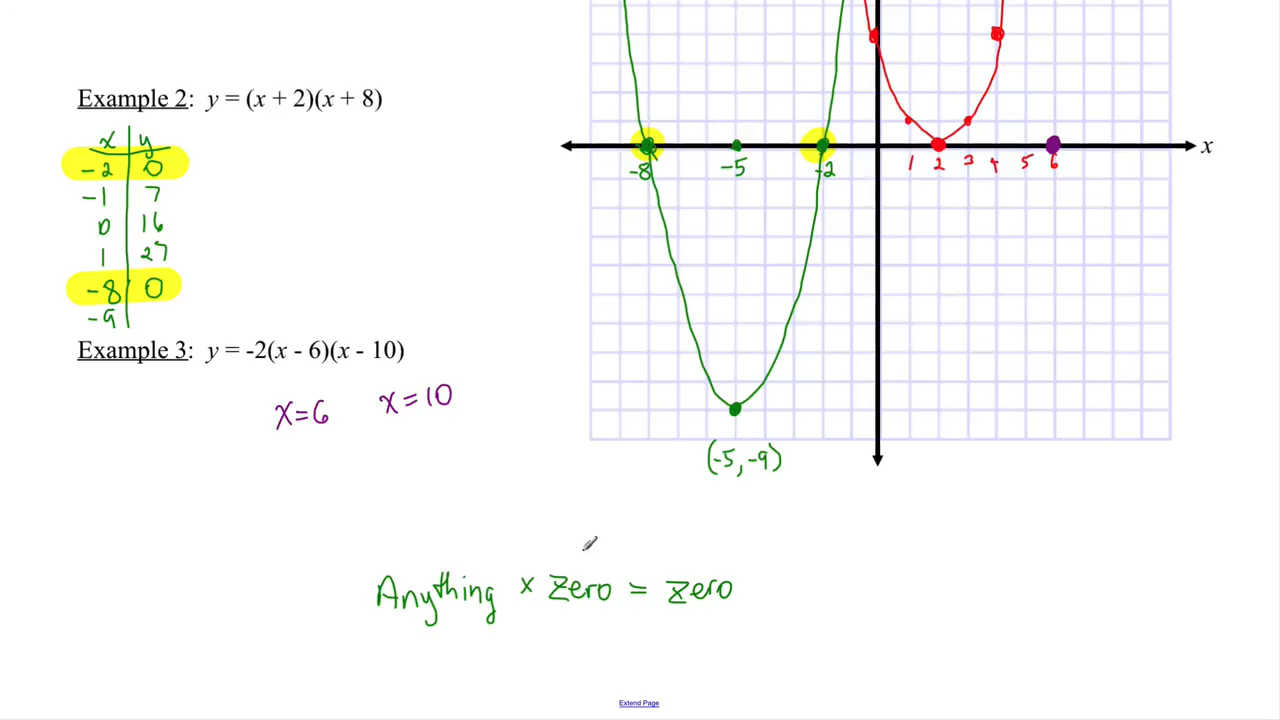 Example 2: y = (x + 2)(x + 8)
x y
-2 0
-1 7
0 16
1 27
-8 0
-9
Example 3: y = -2(x - 6)(x - 10)
x=6 x=10
x
-8 -5 -2 1 2 3 4 5 6
(-5,-9)
Anything x Zero = Zero
Extend Page